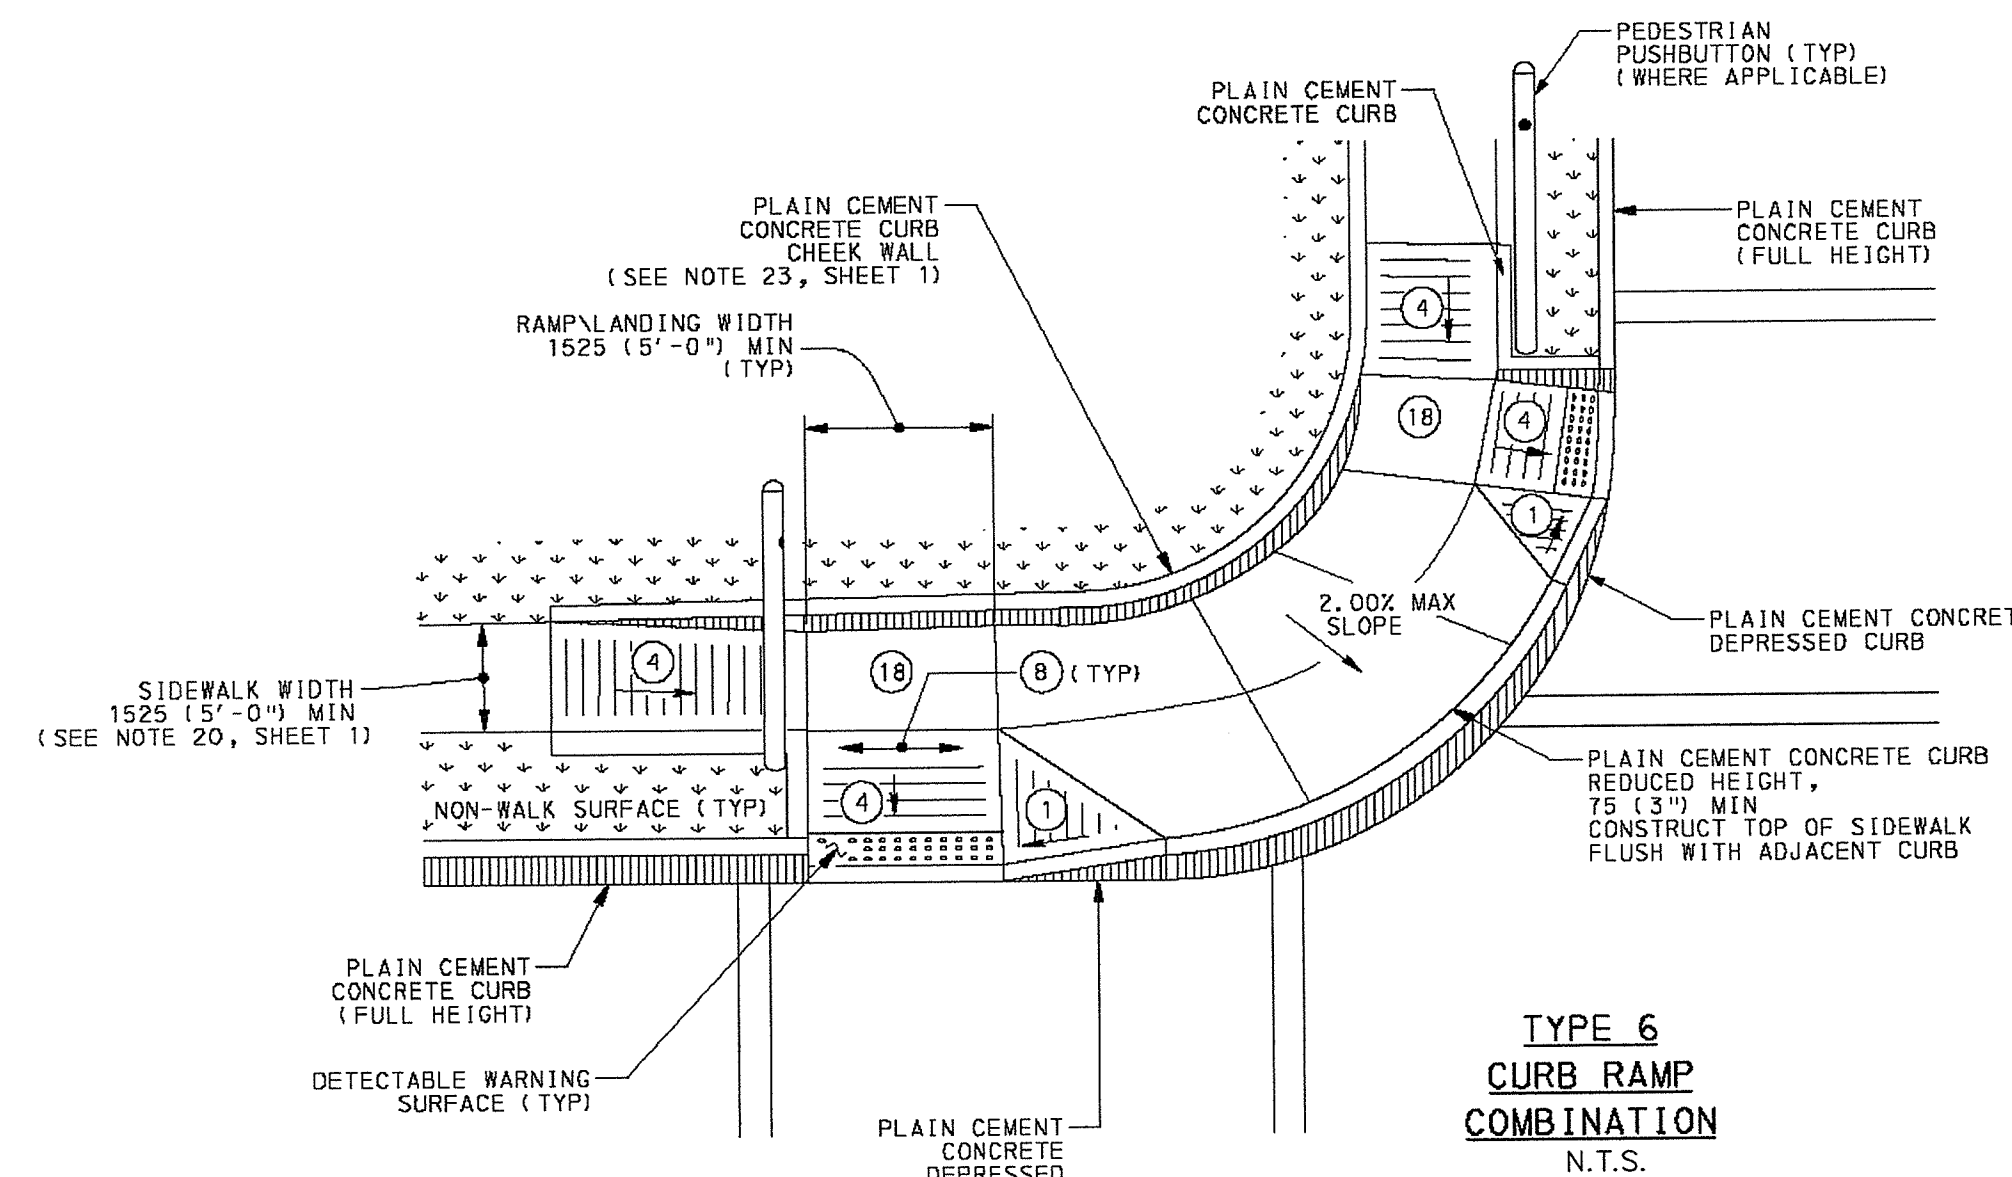 PEDESTRIAN
PUSHBUTTON (TYP)
(WHERE APPLICABLE)
PLAIN CEMENT
CONCRETE CURB
PLAIN CEMENT
CONCRETE CURB
CHEEK WALL
(SEE NOTE 23, SHEET 1)
PLAIN CEMENT
CONCRETE CURB
(FULL HEIGHT)
RAMP\LANDING WIDTH
1525 (5'-0") MIN
(TYP)
4
18
4
1
2.00% MAX
SLOPE
PLAIN CEMENT CONCRET
DEPRESSED CURB
4
18
8 (TYP)
SIDEWALK WIDTH
1525 (5'-0") MIN
(SEE NOTE 20, SHEET 1)
4
1
NON-WALK SURFACE (TYP)
PLAIN CEMENT CONCRETE CURB
REDUCED HEIGHT,
75 (3") MIN
CONSTRUCT TOP OF SIDEWALK
FLUSH WITH ADJACENT CURB
PLAIN CEMENT
CONCRETE CURB
(FULL HEIGHT)
DETECTABLE WARNING
SURFACE (TYP)
PLAIN CEMENT
CONCRETE
DEPRESSED
TYPE 6
CURB RAMP
COMBINATION
N.T.S.